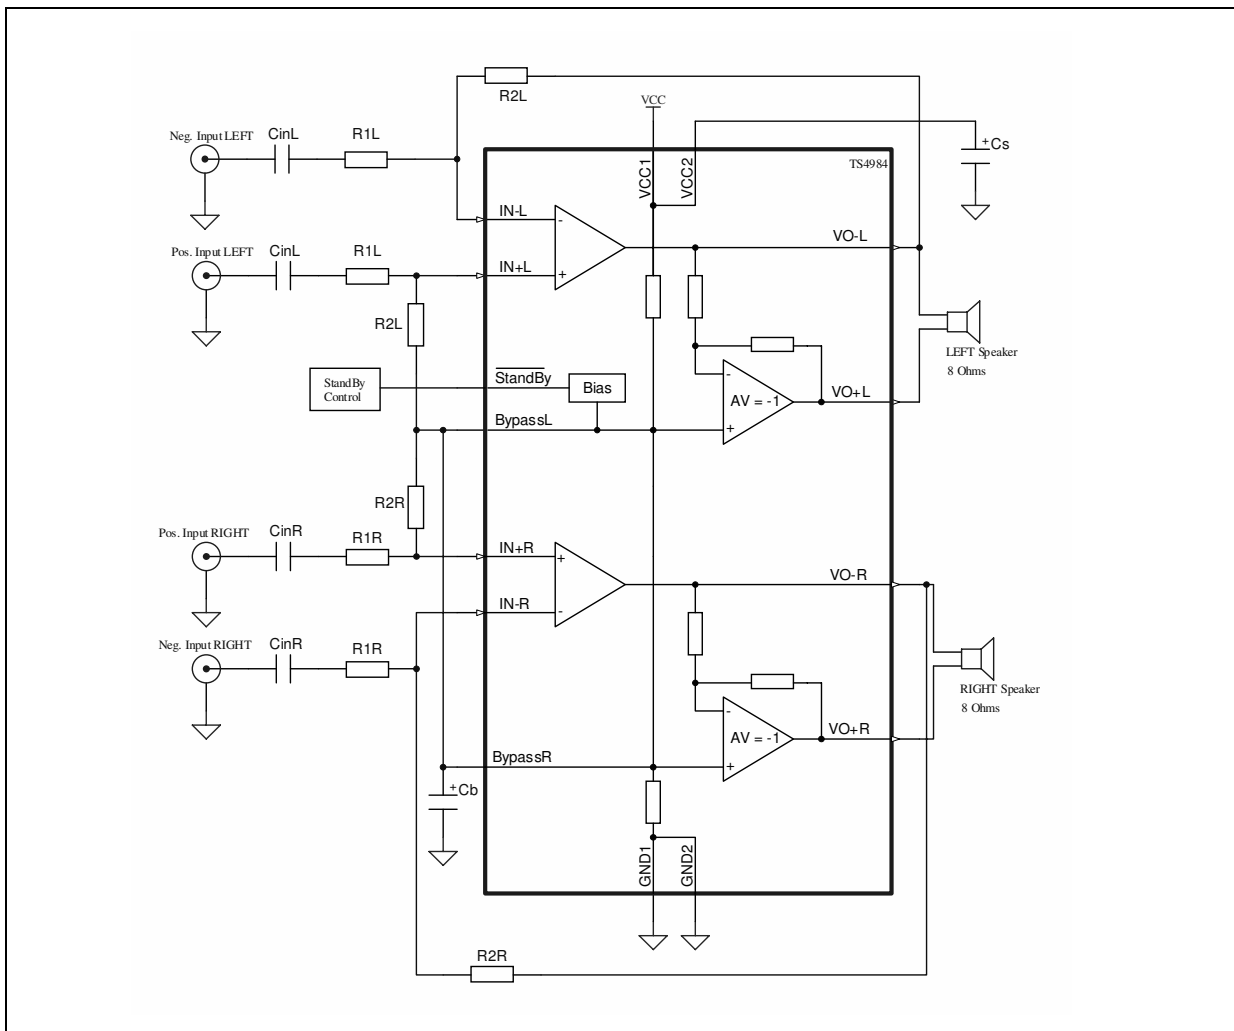 R2L
VCC
Neg. Input LEFT
CinL
R1L
+
Cs
VCC1
VCC2
TS4984
IN-L
-
VO-L
Pos. Input LEFT
CinL
R1L
IN+L
+
R2L
LEFT Speaker
8 Ohms
StandBy
Control
StandBy
Bias
-
AV = -1
VO+L
BypassL
+
R2R
Pos. Input RIGHT
CinR
R1R
IN+R
+
VO-R
IN-R
-
Neg. Input RIGHT
CinR
R1R
RIGHT Speaker
8 Ohms
-
AV = -1
VO+R
BypassR
+
+
Cb
GND1
GND2
R2R